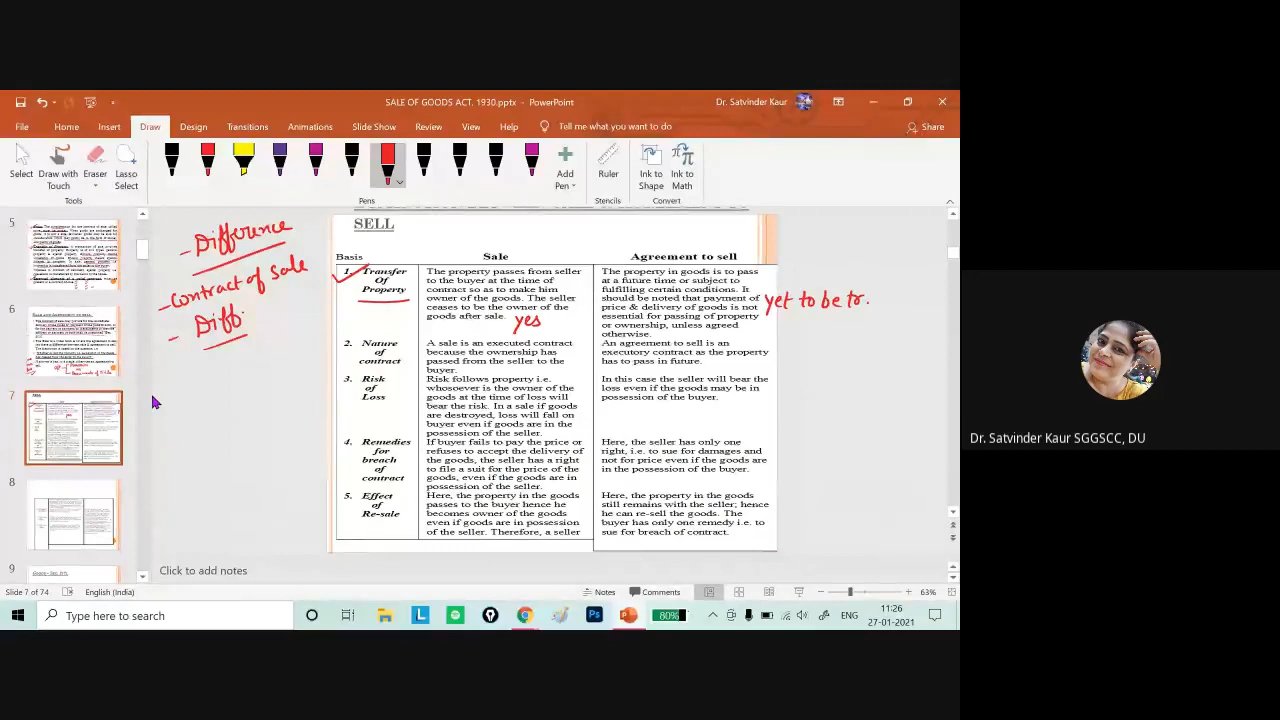 SALE OF GOODS ACT. 1930.pptx - PowerPoint
Dr. Satvinder Kaur
File Home Insert Draw Design Transitions Animations Slide Show Review View Help Tell me what you want to do Share
Select
Draw with Touch
Eraser
Lasso Select
Add Pen
Ruler
Ink to Shape
Ink to Math
Tools
Pens
Stencils
Convert
5
6
7
8
9
- Difference
- Contract of Sale
- Diff.
SELL
Basis Sale Agreement to sell
1. Transfer Of Property
The property passes from seller
to the buyer at the time of
contract so as to make him
owner of the goods. The seller
ceases to be the owner of the
goods after sale.
yes
The property in goods is to pass
at a future time or subject to
fulfilling certain conditions. It
should be noted that payment of
price & delivery of goods is not
essential for passing of property
or ownership, unless agreed
otherwise.
yet to be tr.
2. Nature of contract
A sale is an executed contract
because the ownership has
passed from the seller to the
buyer.
An agreement to sell is an
executory contract as the property
has to pass in future.
3. Risk of Loss
Risk follows property i.e.
whosoever is the owner of the
goods at the time of loss will
bear the risk. In a sale if goods
are destroyed, loss will fall on
buyer even if goods are in the
possession of the seller.
In this case the seller will bear the
loss even if the goods may be in
possession of the buyer.
4. Remedies for breach of contract
If buyer fails to pay the price or
refuses to accept the delivery of
the goods, the seller has a right
to file a suit for the price of the
goods, even if the goods are in
possession of the seller.
Here, the seller has only one
right, i.e. to sue for damages and
not for price even if the goods are
in the possession of the buyer.
5. Effect of Re-sale
Here, the property in the goods
passes to the buyer hence he
becomes owner of the goods
even if goods are in possession
of the seller. Therefore, a seller
Here, the property in the goods
still remains with the seller; hence
he can re-sell the goods. The
buyer has only one remedy i.e. to
sue for breach of contract.
Click to add notes
Slide 7 of 74 English (India) Notes Comments 63%
Type here to search
80%
ENG
11:26
27-01-2021
Dr. Satvinder Kaur SGGSCC, DU